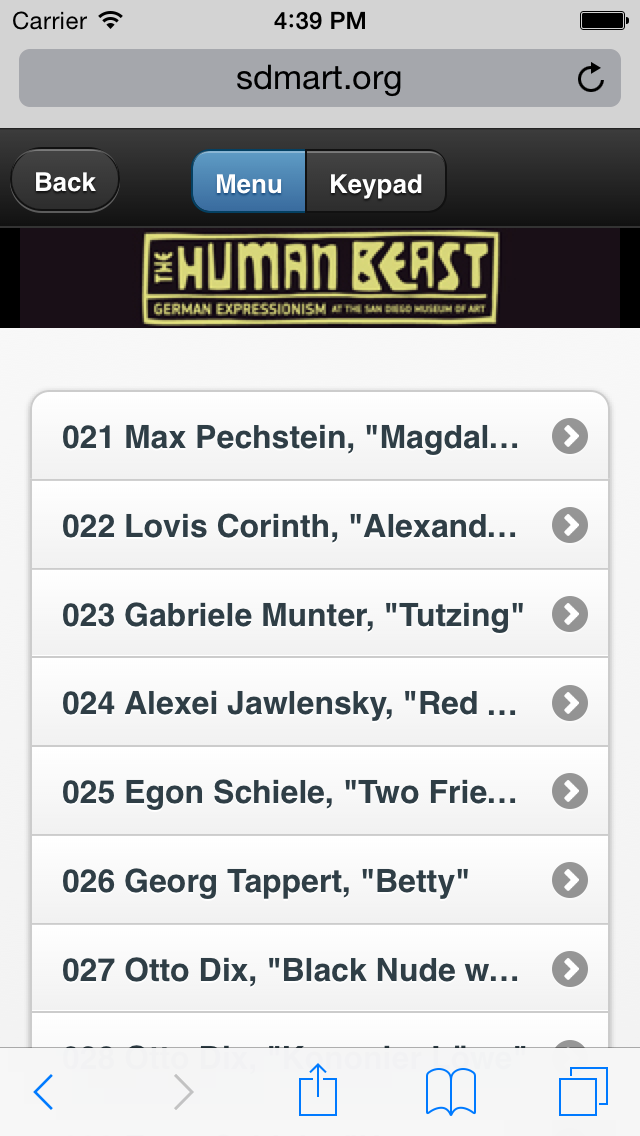 Carrier 4:39 PM
sdmart.org
Back Menu Keypad
THE HUMAN BEAST
GERMAN EXPRESSIONISM AT THE SAN DIEGO MUSEUM OF ART
021 Max Pechstein, "Magdal...
022 Lovis Corinth, "Alexand...
023 Gabriele Munter, "Tutzing"
024 Alexei Jawlensky, "Red ...
025 Egon Schiele, "Two Frie...
026 Georg Tappert, "Betty"
027 Otto Dix, "Black Nude w...
028 Otto Dix,